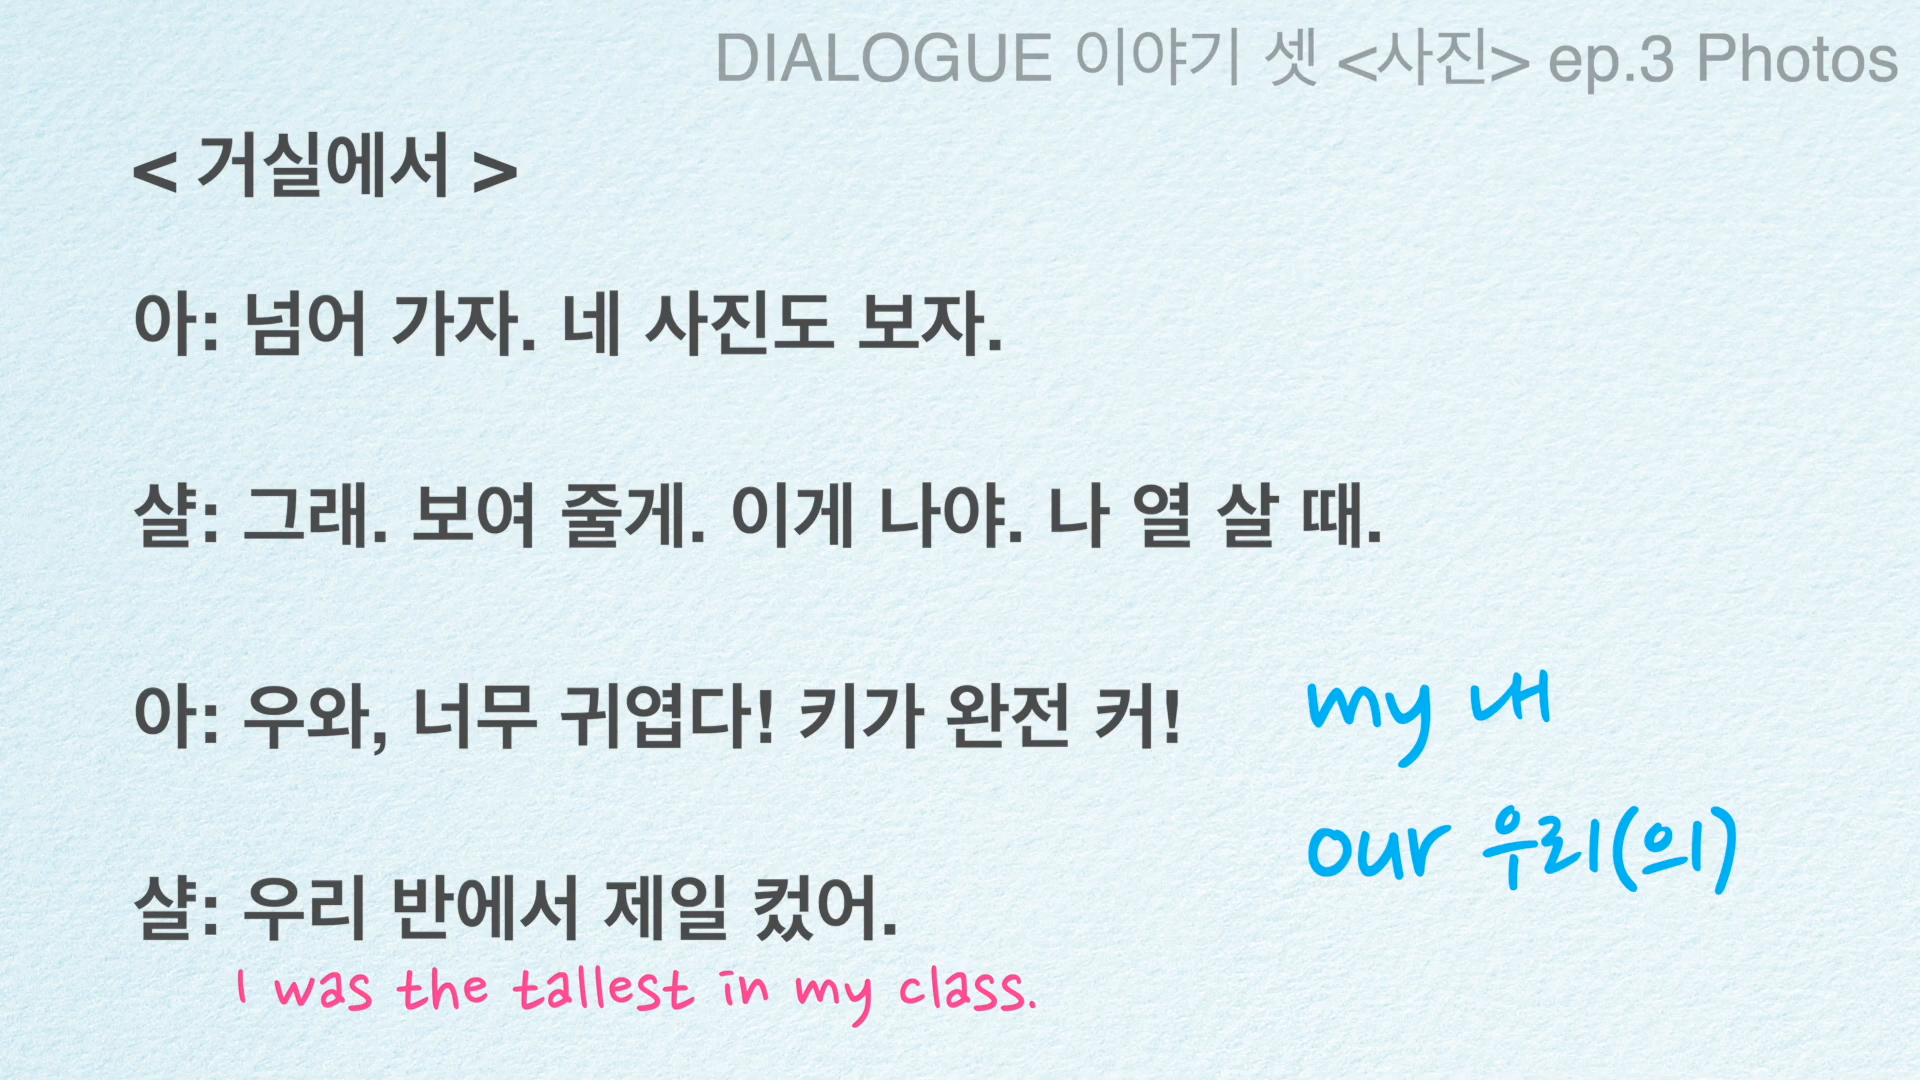 DIALOGUE 이야기 셋 <사진> ep.3 Photos
< 거실에서 >
아: 넘어 가자. 네 사진도 보자.
샬: 그래. 보여 줄게. 이게 나야. 나 열 살 때.
아: 우와, 너무 귀엽다! 키가 완전 커!
my 내
our 우리(의)
샬: 우리 반에서 제일 컸어.
I was the tallest in my class.